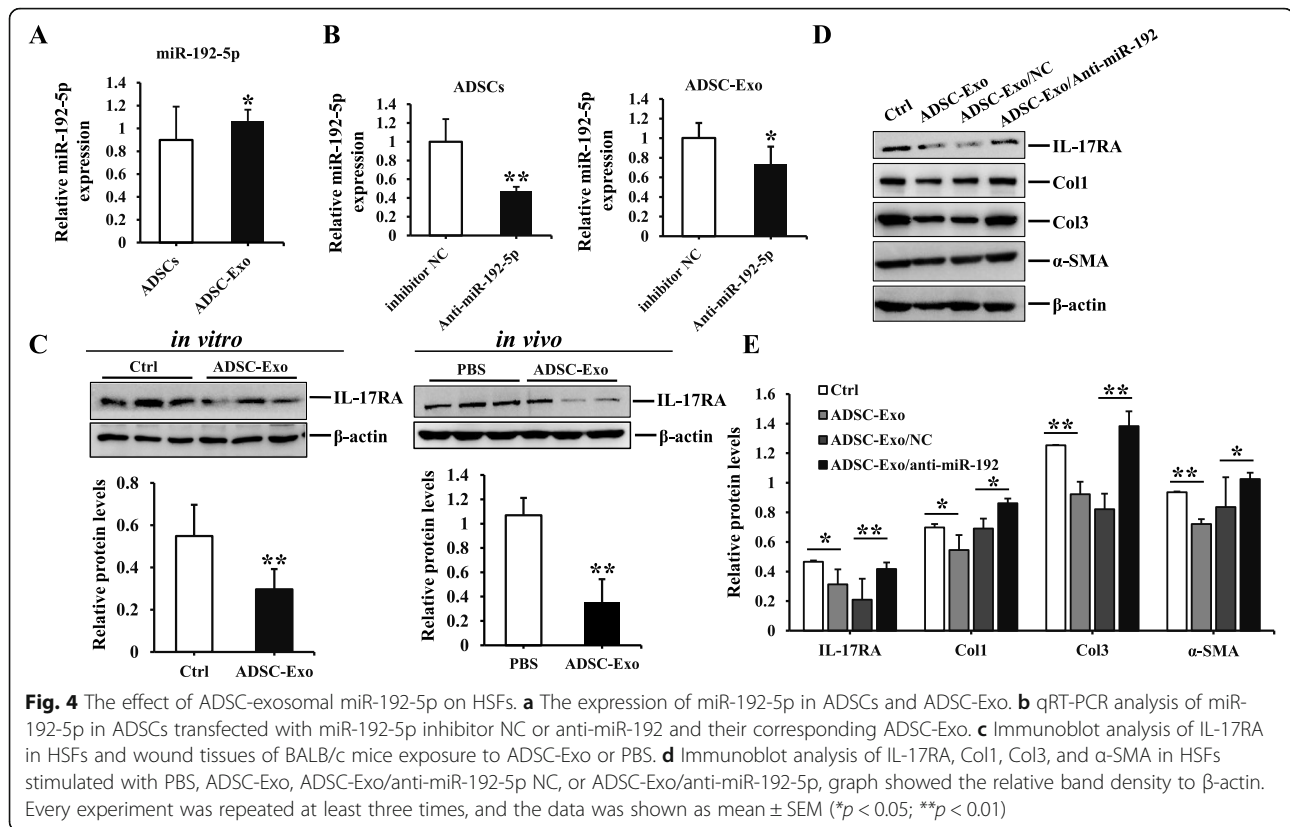 A
miR-192-5p
Relative miR-192-5p
expression
1.4
1.2
1
0.8
0.6
0.4
0.2
0
*
ADSCs
ADSC-Exo
B
ADSCs
Relative miR-192-5p
expression
1.4
1.2
1
0.8
0.6
0.4
0.2
0
**
inhibitor NC
Anti-miR-192-5p
ADSC-Exo
Relative miR-192-5p
expression
1.4
1.2
1
0.8
0.6
0.4
0.2
0
*
inhibitor NC
Anti-miR-192-5p
D
Ctrl
ADSC-Exo
ADSC-Exo/NC
ADSC-Exo/Anti-miR-192
IL-17RA
Col1
Col3
α-SMA
β-actin
C
in vitro
Ctrl
ADSC-Exo
IL-17RA
β-actin
Relative protein levels
0.8
0.6
0.4
0.2
0
**
Ctrl
ADSC-Exo
in vivo
PBS
ADSC-Exo
IL-17RA
β-actin
Relative protein levels
1.4
1.2
1
0.8
0.6
0.4
0.2
0
**
PBS
ADSC-Exo
E
Ctrl
ADSC-Exo
ADSC-Exo/NC
ADSC-Exo/anti-miR-192
Relative protein levels
1.6
1.4
1.2
1
0.8
0.6
0.4
0.2
0
*
**
*
*
**
**
**
*
IL-17RA
Col1
Col3
α-SMA
Fig. 4 The effect of ADSC-exosomal miR-192-5p on HSFs. a The expression of miR-192-5p in ADSCs and ADSC-Exo. b qRT-PCR analysis of miR-
192-5p in ADSCs transfected with miR-192-5p inhibitor NC or anti-miR-192 and their corresponding ADSC-Exo. c Immunoblot analysis of IL-17RA
in HSFs and wound tissues of BALB/c mice exposure to ADSC-Exo or PBS. d Immunoblot analysis of IL-17RA, Col1, Col3, and α-SMA in HSFs
stimulated with PBS, ADSC-Exo, ADSC-Exo/anti-miR-192-5p NC, or ADSC-Exo/anti-miR-192-5p, graph showed the relative band density to β-actin.
Every experiment was repeated at least three times, and the data was shown as mean ± SEM (*p < 0.05; **p < 0.01)